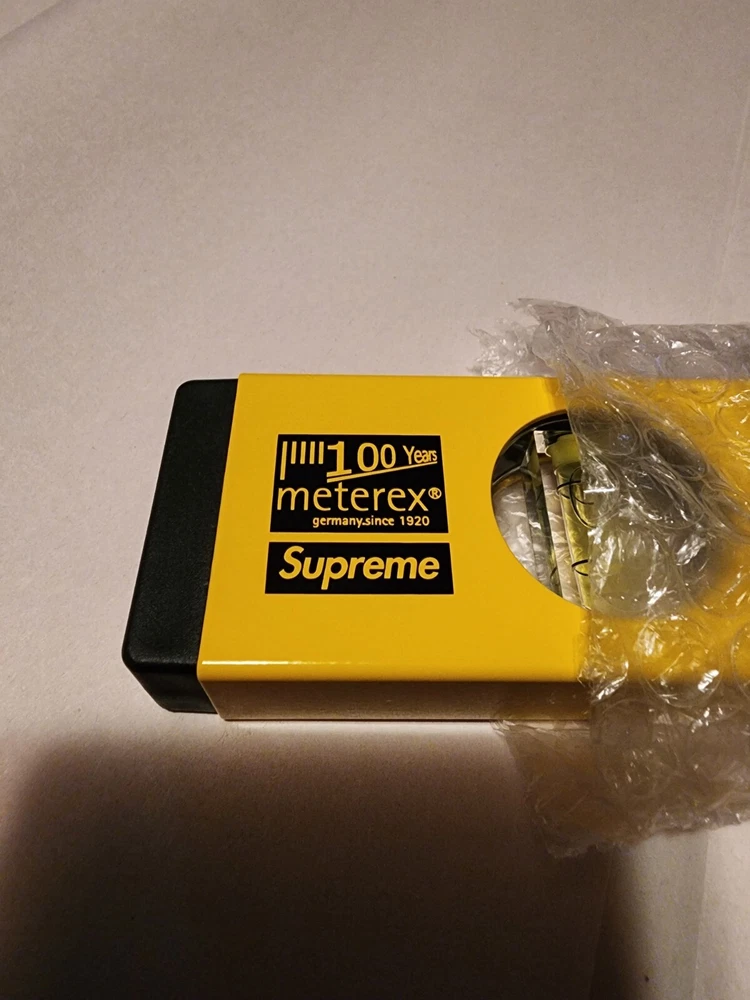 100 Years
meterex®
germany.since 1920
Supreme